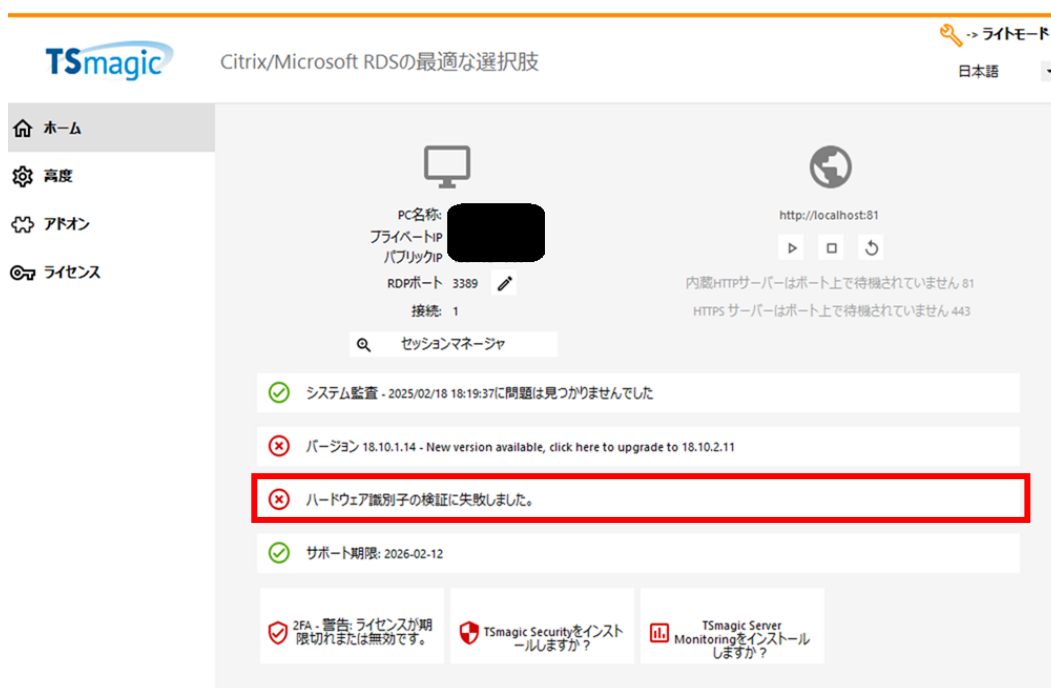 -> ライトモード
TSmagic
Citrix/Microsoft RDSの最適な選択肢
日本語
ホーム
高度
アドオン
ライセンス
PC名称:
プライベートIP
パブリックIP
RDPポート 3389
接続: 1
セッションマネージャ
http://localhost:81
内蔵HTTPサーバーはポート上で待機されていません 81
HTTPS サーバーはポート上で待機されていません 443
システム監査 - 2025/02/18 18:19:37に問題は見つかりませんでした
バージョン 18.10.1.14 - New version available, click here to upgrade to 18.10.2.11
ハードウェア識別子の検証に失敗しました。
サポート期限: 2026-02-12
2FA - 警告: ライセンスが期
限切れまたは無効です。
TSmagic Securityをインスト
ールしますか？
TSmagic Server
Monitoringをインストール
しますか？